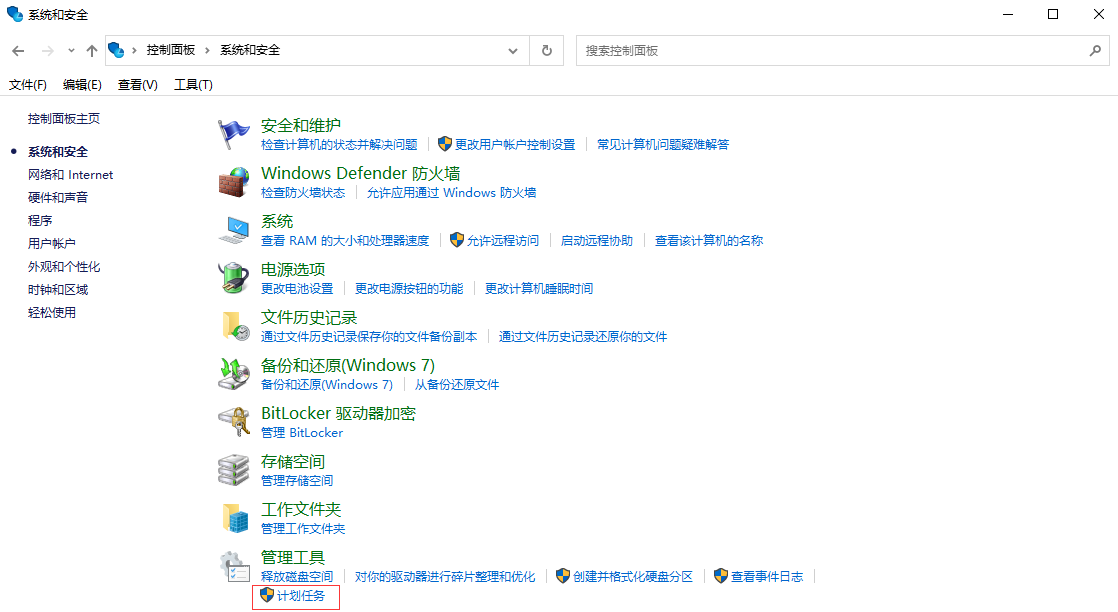 系统和安全
控制面板 › 系统和安全
搜索控制面板
文件(F) 编辑(E) 查看(V) 工具(T)
控制面板主页
系统和安全
网络和 Internet
硬件和声音
程序
用户帐户
外观和个性化
时钟和区域
轻松使用
安全和维护
检查计算机的状态并解决问题 更改用户帐户控制设置 常见计算机问题疑难解答
Windows Defender 防火墙
检查防火墙状态 允许应用通过 Windows 防火墙
系统
查看 RAM 的大小和处理器速度 允许远程访问 启动远程协助 查看该计算机的名称
电源选项
更改电池设置 更改电源按钮的功能 更改计算机睡眠时间
文件历史记录
通过文件历史记录保存你的文件备份副本 通过文件历史记录还原你的文件
备份和还原(Windows 7)
备份和还原(Windows 7) 从备份还原文件
BitLocker 驱动器加密
管理 BitLocker
存储空间
管理存储空间
工作文件夹
管理工作文件夹
管理工具
释放磁盘空间 对你的驱动器进行碎片整理和优化 创建并格式化硬盘分区 查看事件日志
计划任务